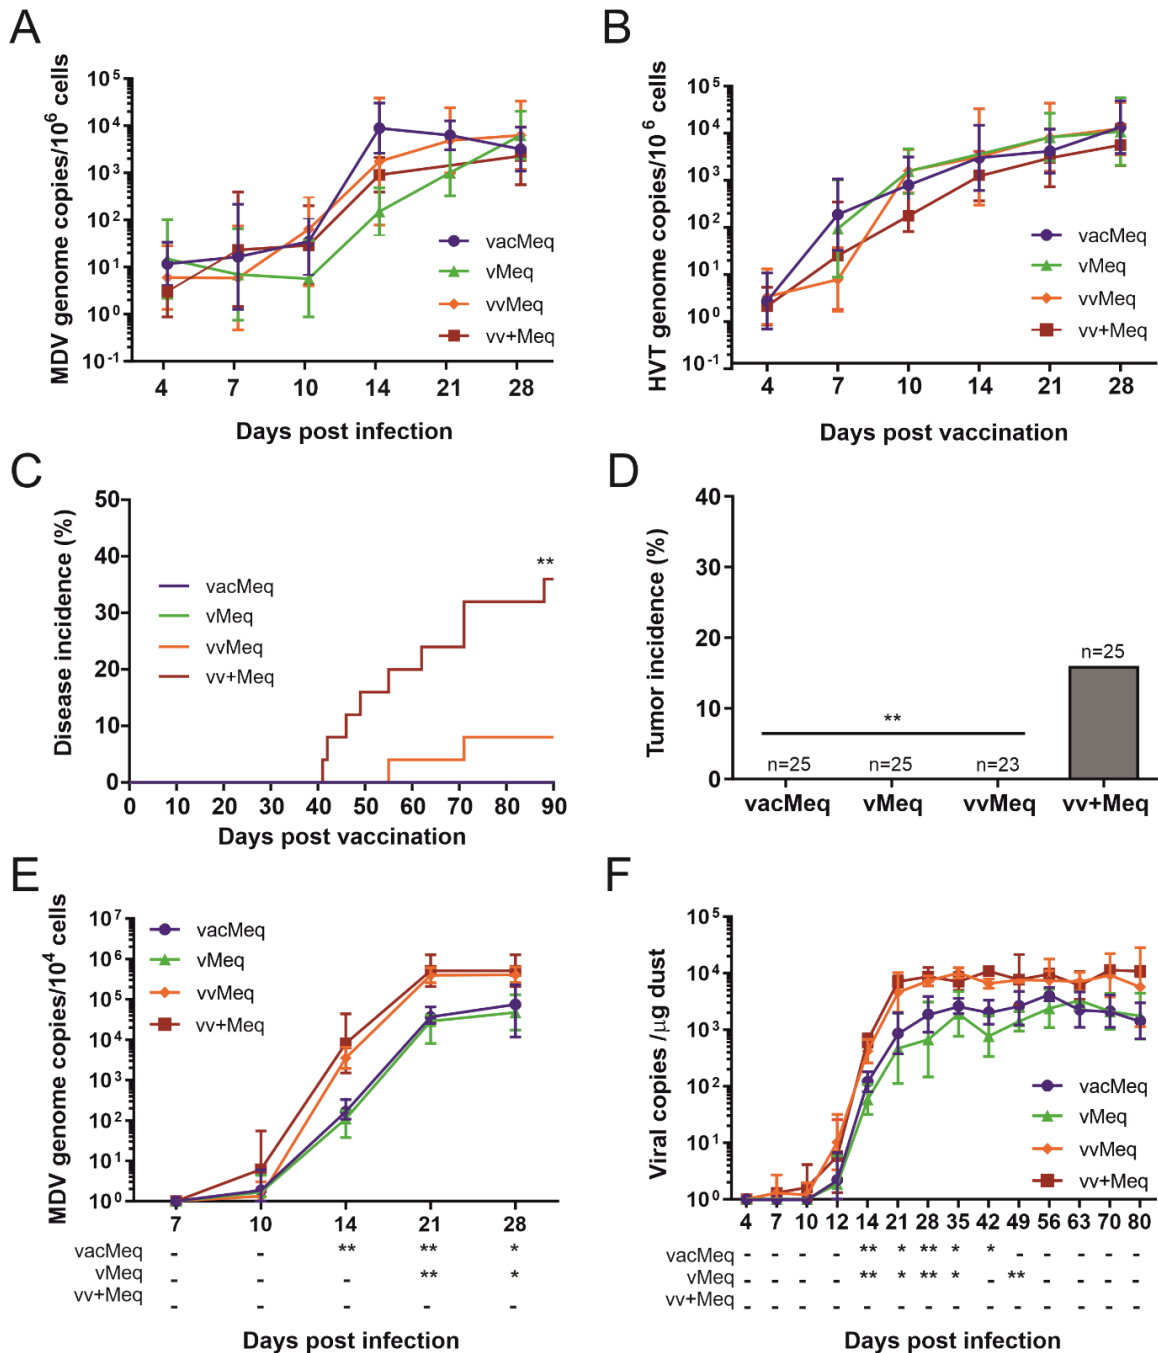 A
MDV genome copies/10^6 cells
10^5
10^4
10^3
10^2
10^1
10^0
10^-1
4 7 10 14 21 28
Days post infection
vacMeq
vMeq
vvMeq
vv+Meq
B
HVT genome copies/10^6 cells
10^5
10^4
10^3
10^2
10^1
10^0
10^-1
4 7 10 14 21 28
Days post vaccination
vacMeq
vMeq
vvMeq
vv+Meq
C
Disease incidence (%)
50
40
30
20
10
0
0 10 20 30 40 50 60 70 80 90
Days post vaccination
vacMeq
vMeq
vvMeq
vv+Meq
**
D
Tumor incidence (%)
40
30
20
10
0
**
n=25 n=25 n=23 n=25
vacMeq vMeq vvMeq vv+Meq
E
MDV genome copies/10^4 cells
10^7
10^6
10^5
10^4
10^3
10^2
10^1
10^0
vacMeq
vMeq
vvMeq
vv+Meq
7 10 14 21 28
vacMeq - - ** ** *
vMeq - - - ** *
vv+Meq - - - - -
Days post infection
F
Viral copies /µg dust
10^5
10^4
10^3
10^2
10^1
10^0
vacMeq
vMeq
vvMeq
vv+Meq
4 7 10 12 14 21 28 35 42 49 56 63 70 80
vacMeq - - - - ** * ** * * - - - - -
vMeq - - - - ** * ** * - ** - - - -
vv+Meq - - - - - - - - - - - - - -
Days post infection